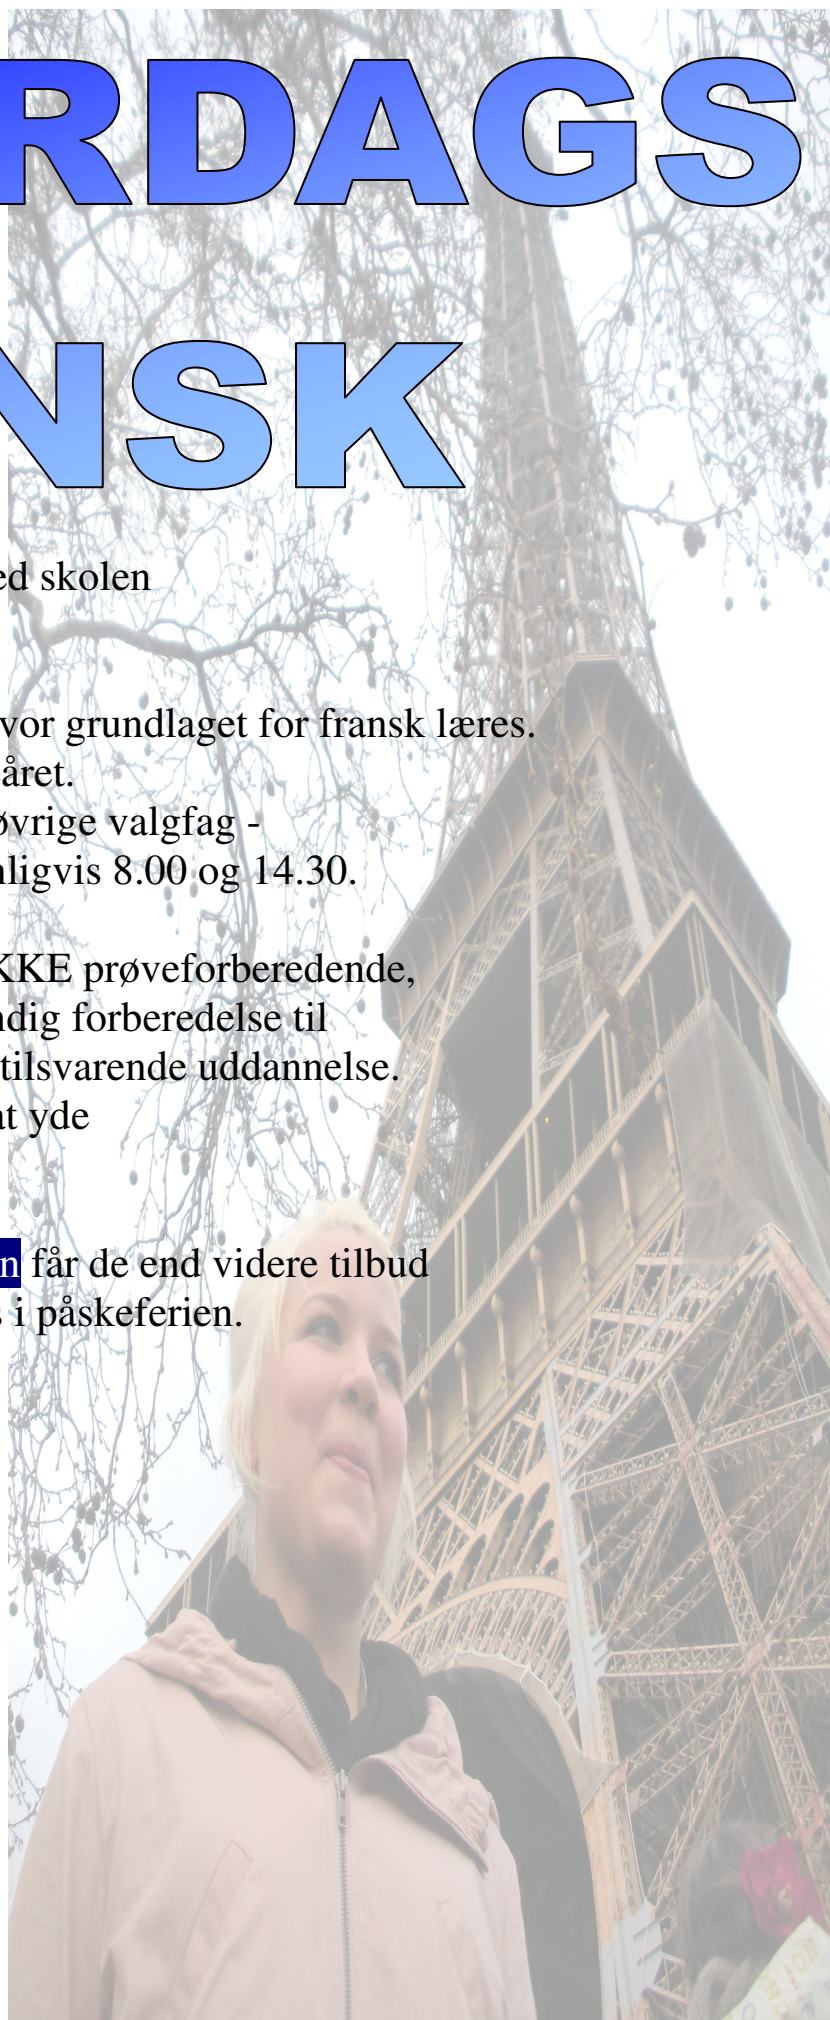 RDAGS
NSK
ed skolen
vor grundlaget for fransk læres.
året.
øvrige valgfag -
nligvis 8.00 og 14.30.
KKE prøveforberedende,
ndig forberedelse til
tilsvarende uddannelse.
at yde
n får de end videre tilbud
s i påskeferien.